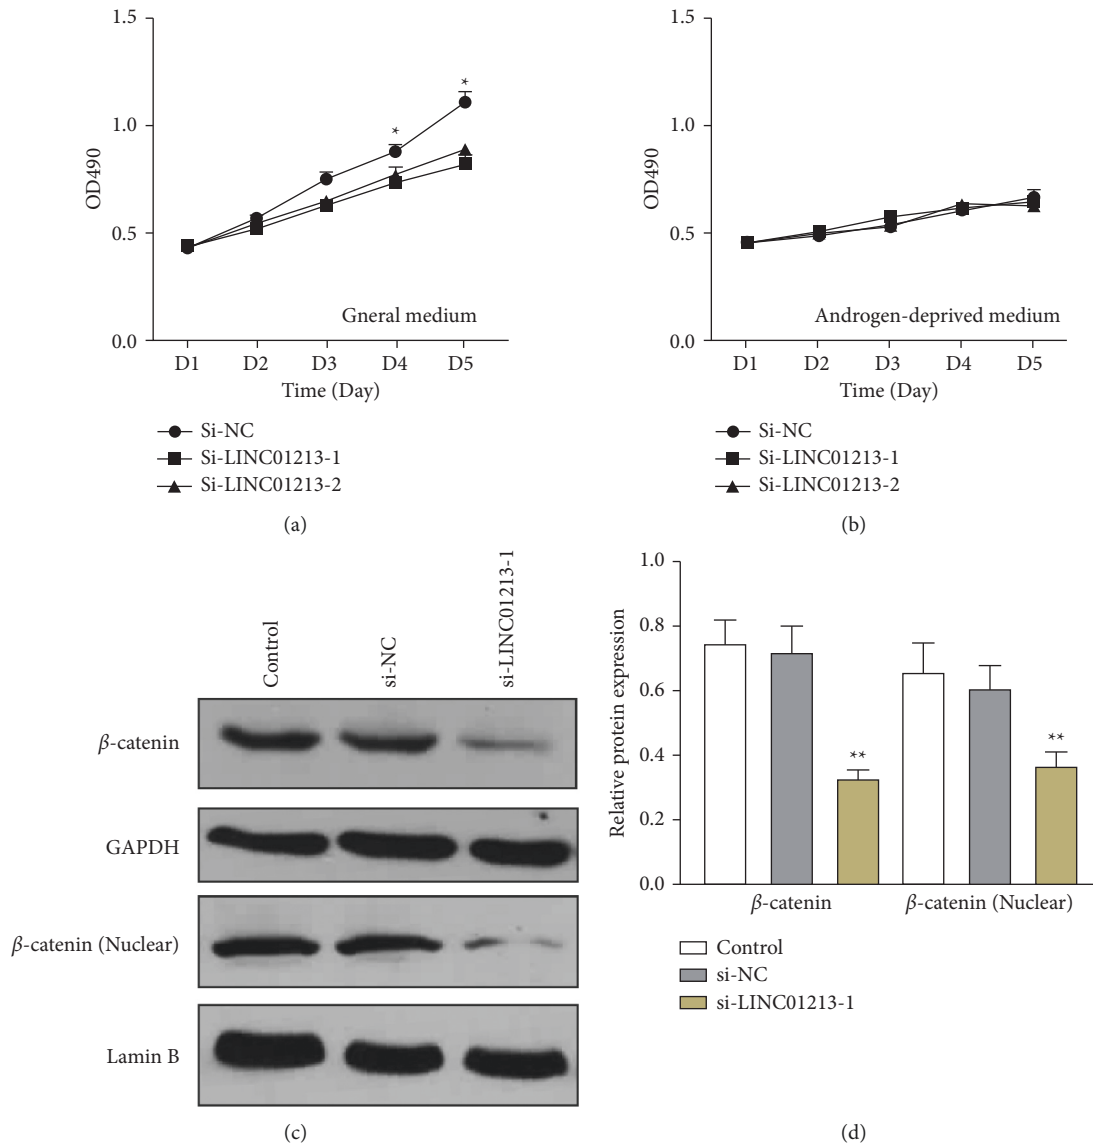 1.5
1.0
0.5
0.0
OD490
*
*
Gneral medium
D1 D2 D3 D4 D5
Time (Day)
Si-NC
Si-LINC01213-1
Si-LINC01213-2
(a)
1.5
1.0
0.5
0.0
OD490
Androgen-deprived medium
D1 D2 D3 D4 D5
Time (Day)
Si-NC
Si-LINC01213-1
Si-LINC01213-2
(b)
Control
si-NC
si-LINC01213-1
β-catenin
GAPDH
β-catenin (Nuclear)
Lamin B
(c)
1.0
0.8
0.6
0.4
0.2
0.0
Relative protein expression
**
**
β-catenin β-catenin (Nuclear)
Control
si-NC
si-LINC01213-1
(d)